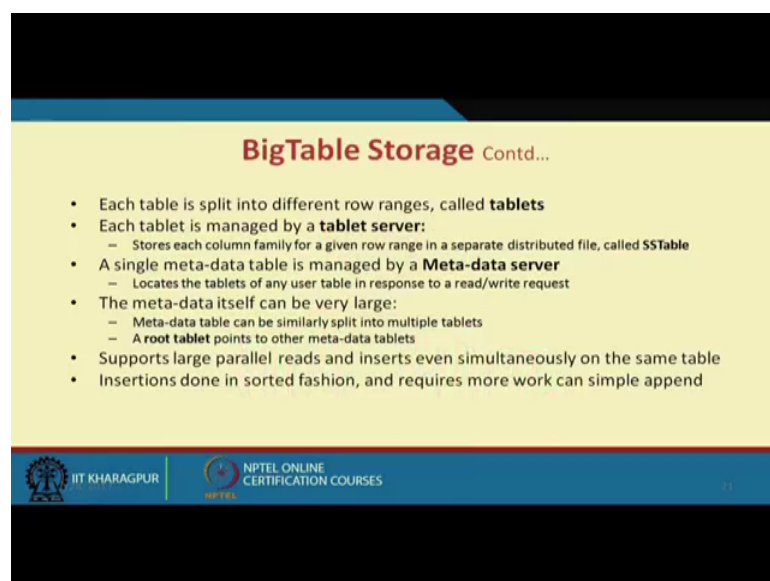 BigTable Storage Contd...
• Each table is split into different row ranges, called tablets
• Each tablet is managed by a tablet server:
– Stores each column family for a given row range in a separate distributed file, called SSTable
• A single meta-data table is managed by a Meta-data server
– Locates the tablets of any user table in response to a read/write request
• The meta-data itself can be very large:
– Meta-data table can be similarly split into multiple tablets
– A root tablet points to other meta-data tablets
• Supports large parallel reads and inserts even simultaneously on the same table
• Insertions done in sorted fashion, and requires more work can simple append
IIT KHARAGPUR
NPTEL
NPTEL ONLINE
CERTIFICATION COURSES